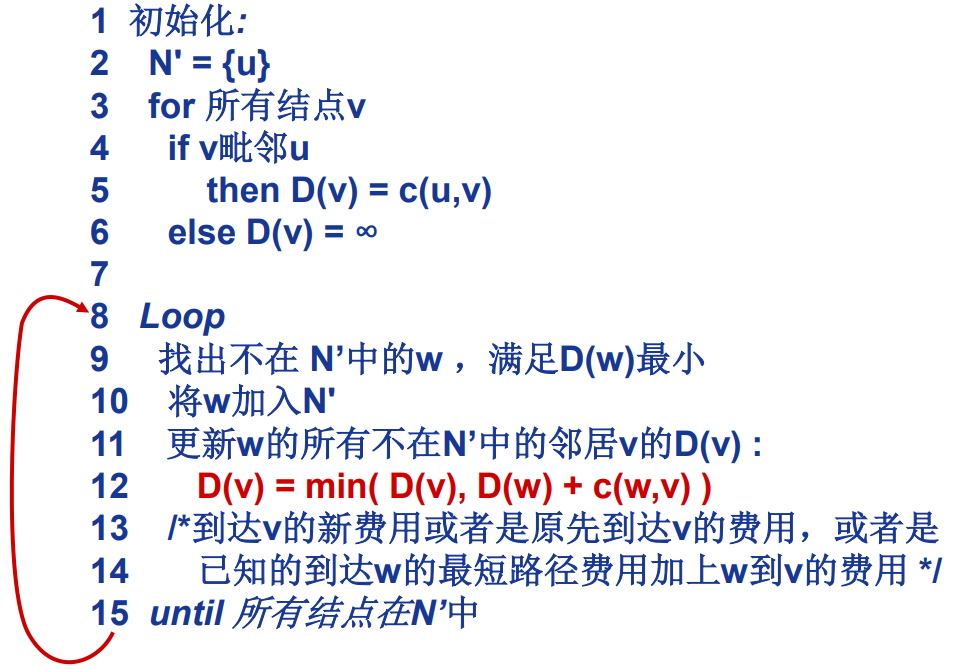 1 初始化:
2 N' = {u}
3 for 所有结点v
4 if v毗邻u
5 then D(v) = c(u,v)
6 else D(v) = ∞
7
8 Loop
9 找出不在 N’中的w ，满足D(w)最小
10 将w加入N'
11 更新w的所有不在N’中的邻居v的D(v) :
12 D(v) = min( D(v), D(w) + c(w,v) )
13 /*到达v的新费用或者是原先到达v的费用，或者是
14 已知的到达w的最短路径费用加上w到v的费用 */
15 until 所有结点在N’中